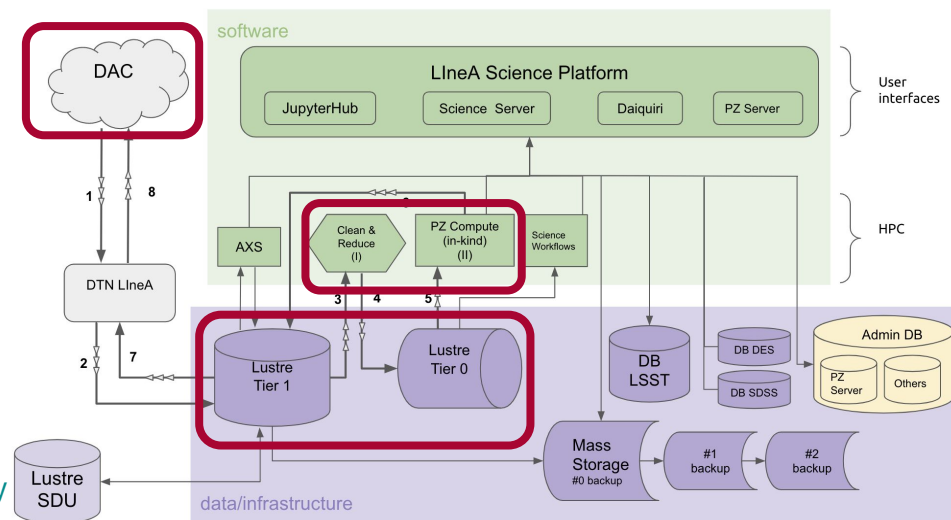 software
DAC
LIneA Science Platform
JupyterHub
Science Server
Daiquiri
PZ Server
User
interfaces
1
8
AXS
Clean &
Reduce
(I)
PZ Compute
(in-kind)
(II)
Science
Workflows
HPC
DTN LIneA
3
4
5
2
7
Lustre
Tier 1
Lustre
Tier 0
DB
LSST
DB DES
DB SDSS
Admin DB
PZ
Server
Others
Mass
Storage
#0 backup
#1
backup
#2
backup
Lustre
SDU
data/infrastructure